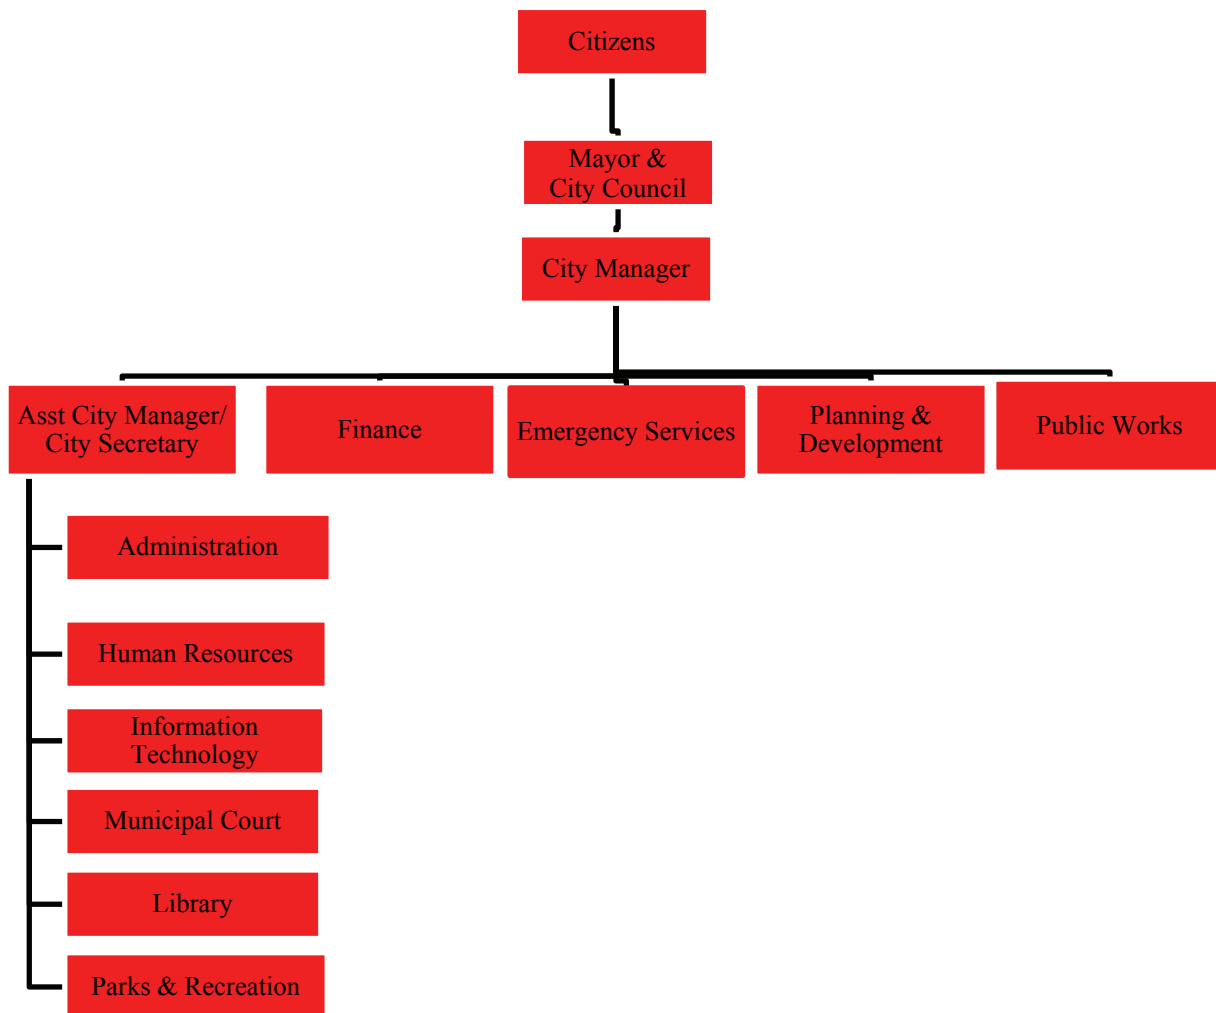 Citizens
Mayor &
City Council
City Manager
Asst City Manager/
City Secretary
Finance
Emergency Services
Planning &
Development
Public Works
Administration
Human Resources
Information
Technology
Municipal Court
Library
Parks & Recreation